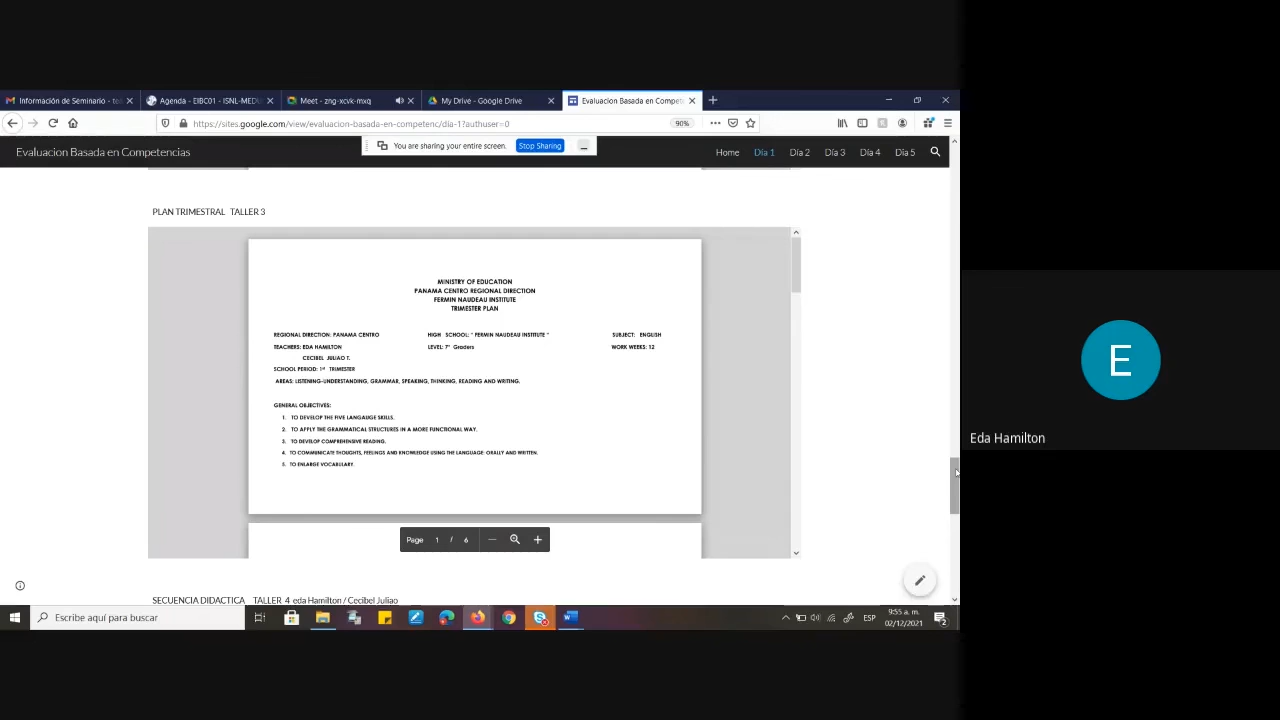 Información de Seminario - te
Agenda - EIBC01 - ISNL-MEDU
Meet - zng-xcvk-mxq
My Drive - Google Drive
Evaluacion Basada en Compete
https://sites.google.com/view/evaluacion-basada-en-competenc/día-1?authuser=0
90%
Evaluacion Basada en Competencias
You are sharing your entire screen.
Stop Sharing
Home
Día 1
Día 2
Día 3
Día 4
Día 5
PLAN TRIMESTRAL TALLER 3
MINISTRY OF EDUCATION
PANAMA CENTRO REGIONAL DIRECTION
FERMIN NAUDEAU INSTITUTE
TRIMESTER PLAN
REGIONAL DIRECTION: PANAMA CENTRO HIGH SCHOOL: " FERMIN NAUDEAU INSTITUTE " SUBJECT: ENGLISH
TEACHERS: EDA HAMILTON LEVEL: 7° Graders WORK WEEKS: 12
CECIBEL JULIAO T.
SCHOOL PERIOD: 1st TRIMESTER
AREAS: LISTENING-UNDERSTANDING, GRAMMAR, SPEAKING, THINKING, READING AND WRITING.
GENERAL OBJECTIVES:
1. TO DEVELOP THE FIVE LANGAUGE SKILLS.
2. TO APPLY THE GRAMMATICAL STRUCTURES IN A MORE FUNCTIONAL WAY.
3. TO DEVELOP COMPREHENSIVE READING.
4. TO COMMUNICATE THOUGHTS, FEELINGS AND KNOWLEDGE USING THE LANGUAGE ORALLY AND WRITTEN.
5. TO ENLARGE VOCABULARY.
Page 1 / 6
SECUENCIA DIDACTICA TALLER 4 eda Hamilton / Cecibel Juliao
Escribe aquí para buscar
ESP
9:55 a. m.
02/12/2021
2
E
Eda Hamilton